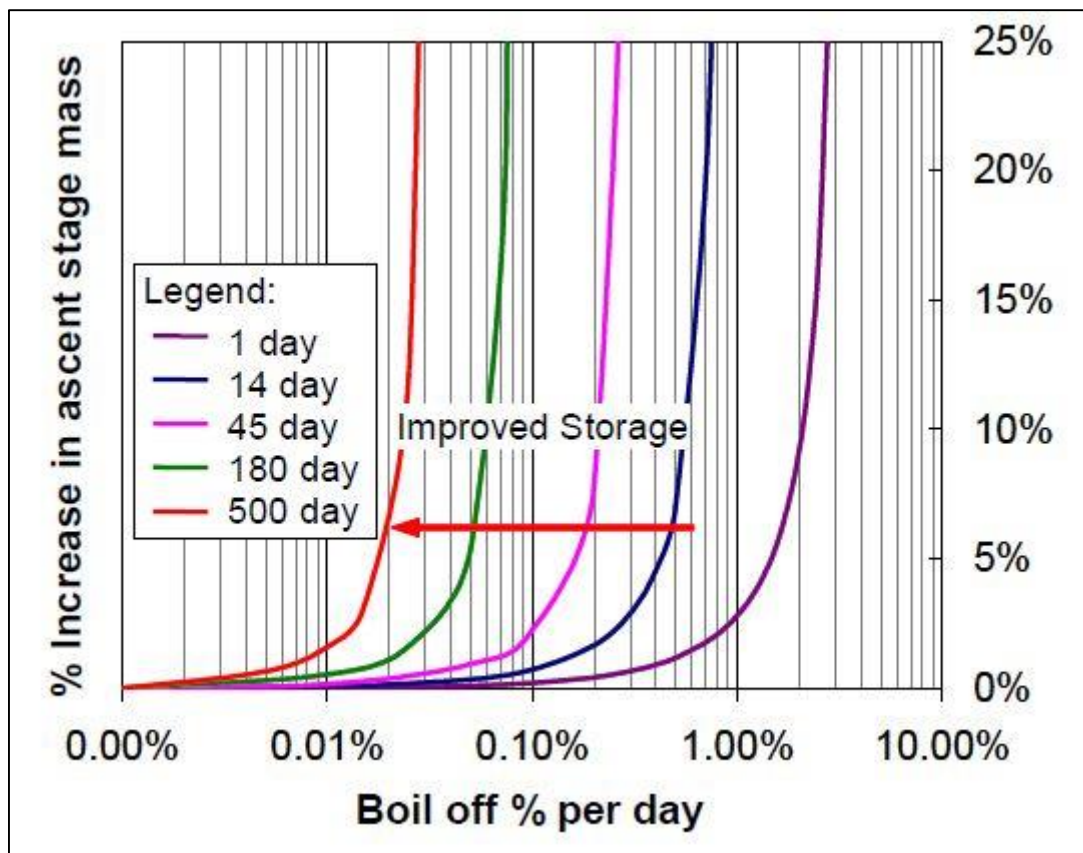 % Increase in ascent stage mass
25%
20%
15%
10%
5%
0%
Legend:
1 day
14 day
45 day
180 day
500 day
Improved Storage
0.00% 0.01% 0.10% 1.00% 10.00%
Boil off % per day